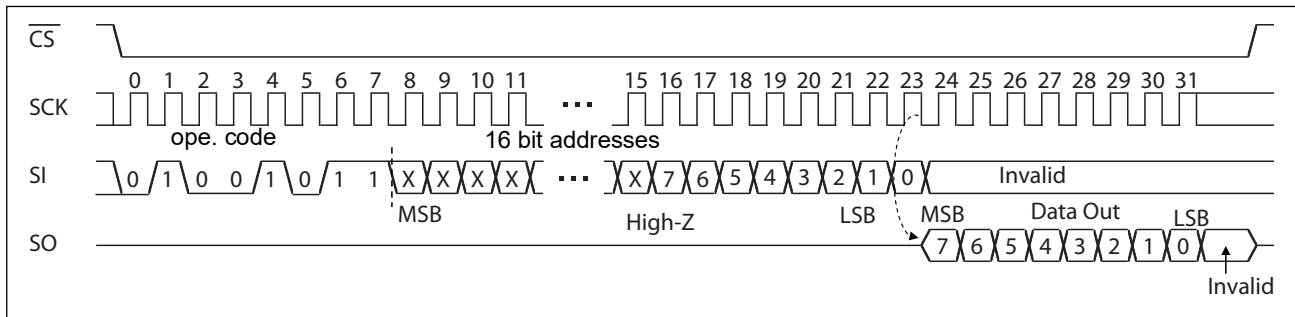 CS
0 1 2 3 4 5 6 7 8 9 10 11 15 16 17 18 19 20 21 22 23 24 25 26 27 28 29 30 31
SCK ...
ope. code 16 bit addresses
SI 0 1 0 0 1 0 1 1 X X X X ... X 7 6 5 4 3 2 1 0 Invalid
MSB High-Z LSB MSB Data Out LSB
SO 7 6 5 4 3 2 1 0
Invalid